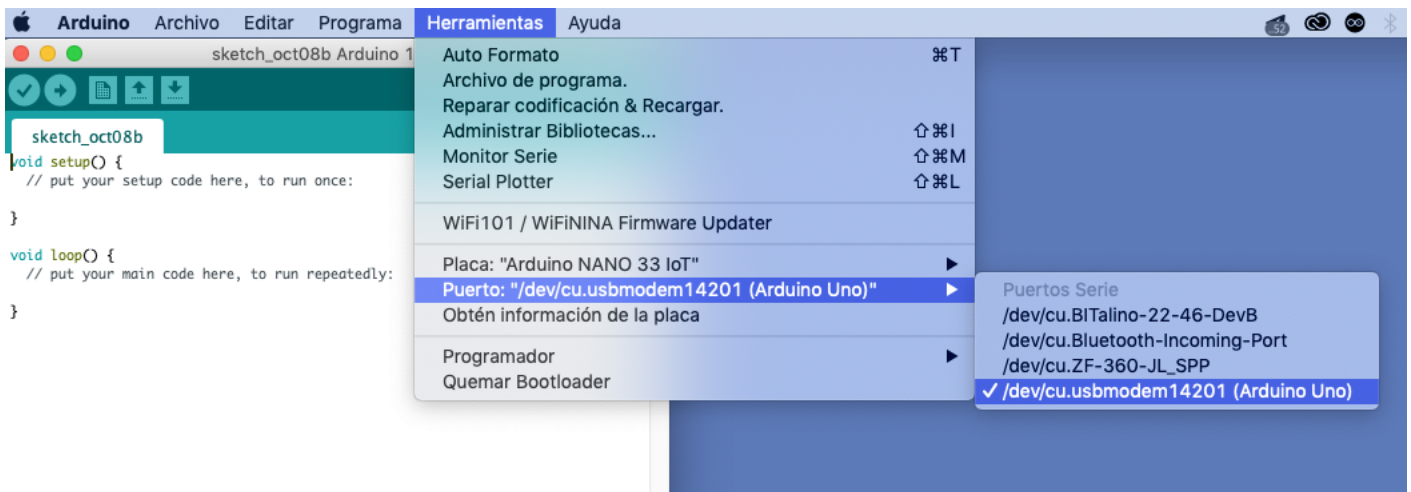 Arduino Archivo Editar Programa Herramientas Ayuda
52
sketch_oct08b Arduino 1
sketch_oct08b
void setup() {
// put your setup code here, to run once:
}
void loop() {
// put your main code here, to run repeatedly:
}
Auto Formato ⌘T
Archivo de programa.
Reparar codificación & Recargar.
Administrar Bibliotecas... ⇧⌘I
Monitor Serie ⇧⌘M
Serial Plotter ⇧⌘L
WiFi101 / WiFiNINA Firmware Updater
Placa: "Arduino NANO 33 IoT"
Puerto: "/dev/cu.usbmodem14201 (Arduino Uno)"
Obtén información de la placa
Programador
Quemar Bootloader
Puertos Serie
/dev/cu.BITalino-22-46-DevB
/dev/cu.Bluetooth-Incoming-Port
/dev/cu.ZF-360-JL_SPP
✓ /dev/cu.usbmodem14201 (Arduino Uno)